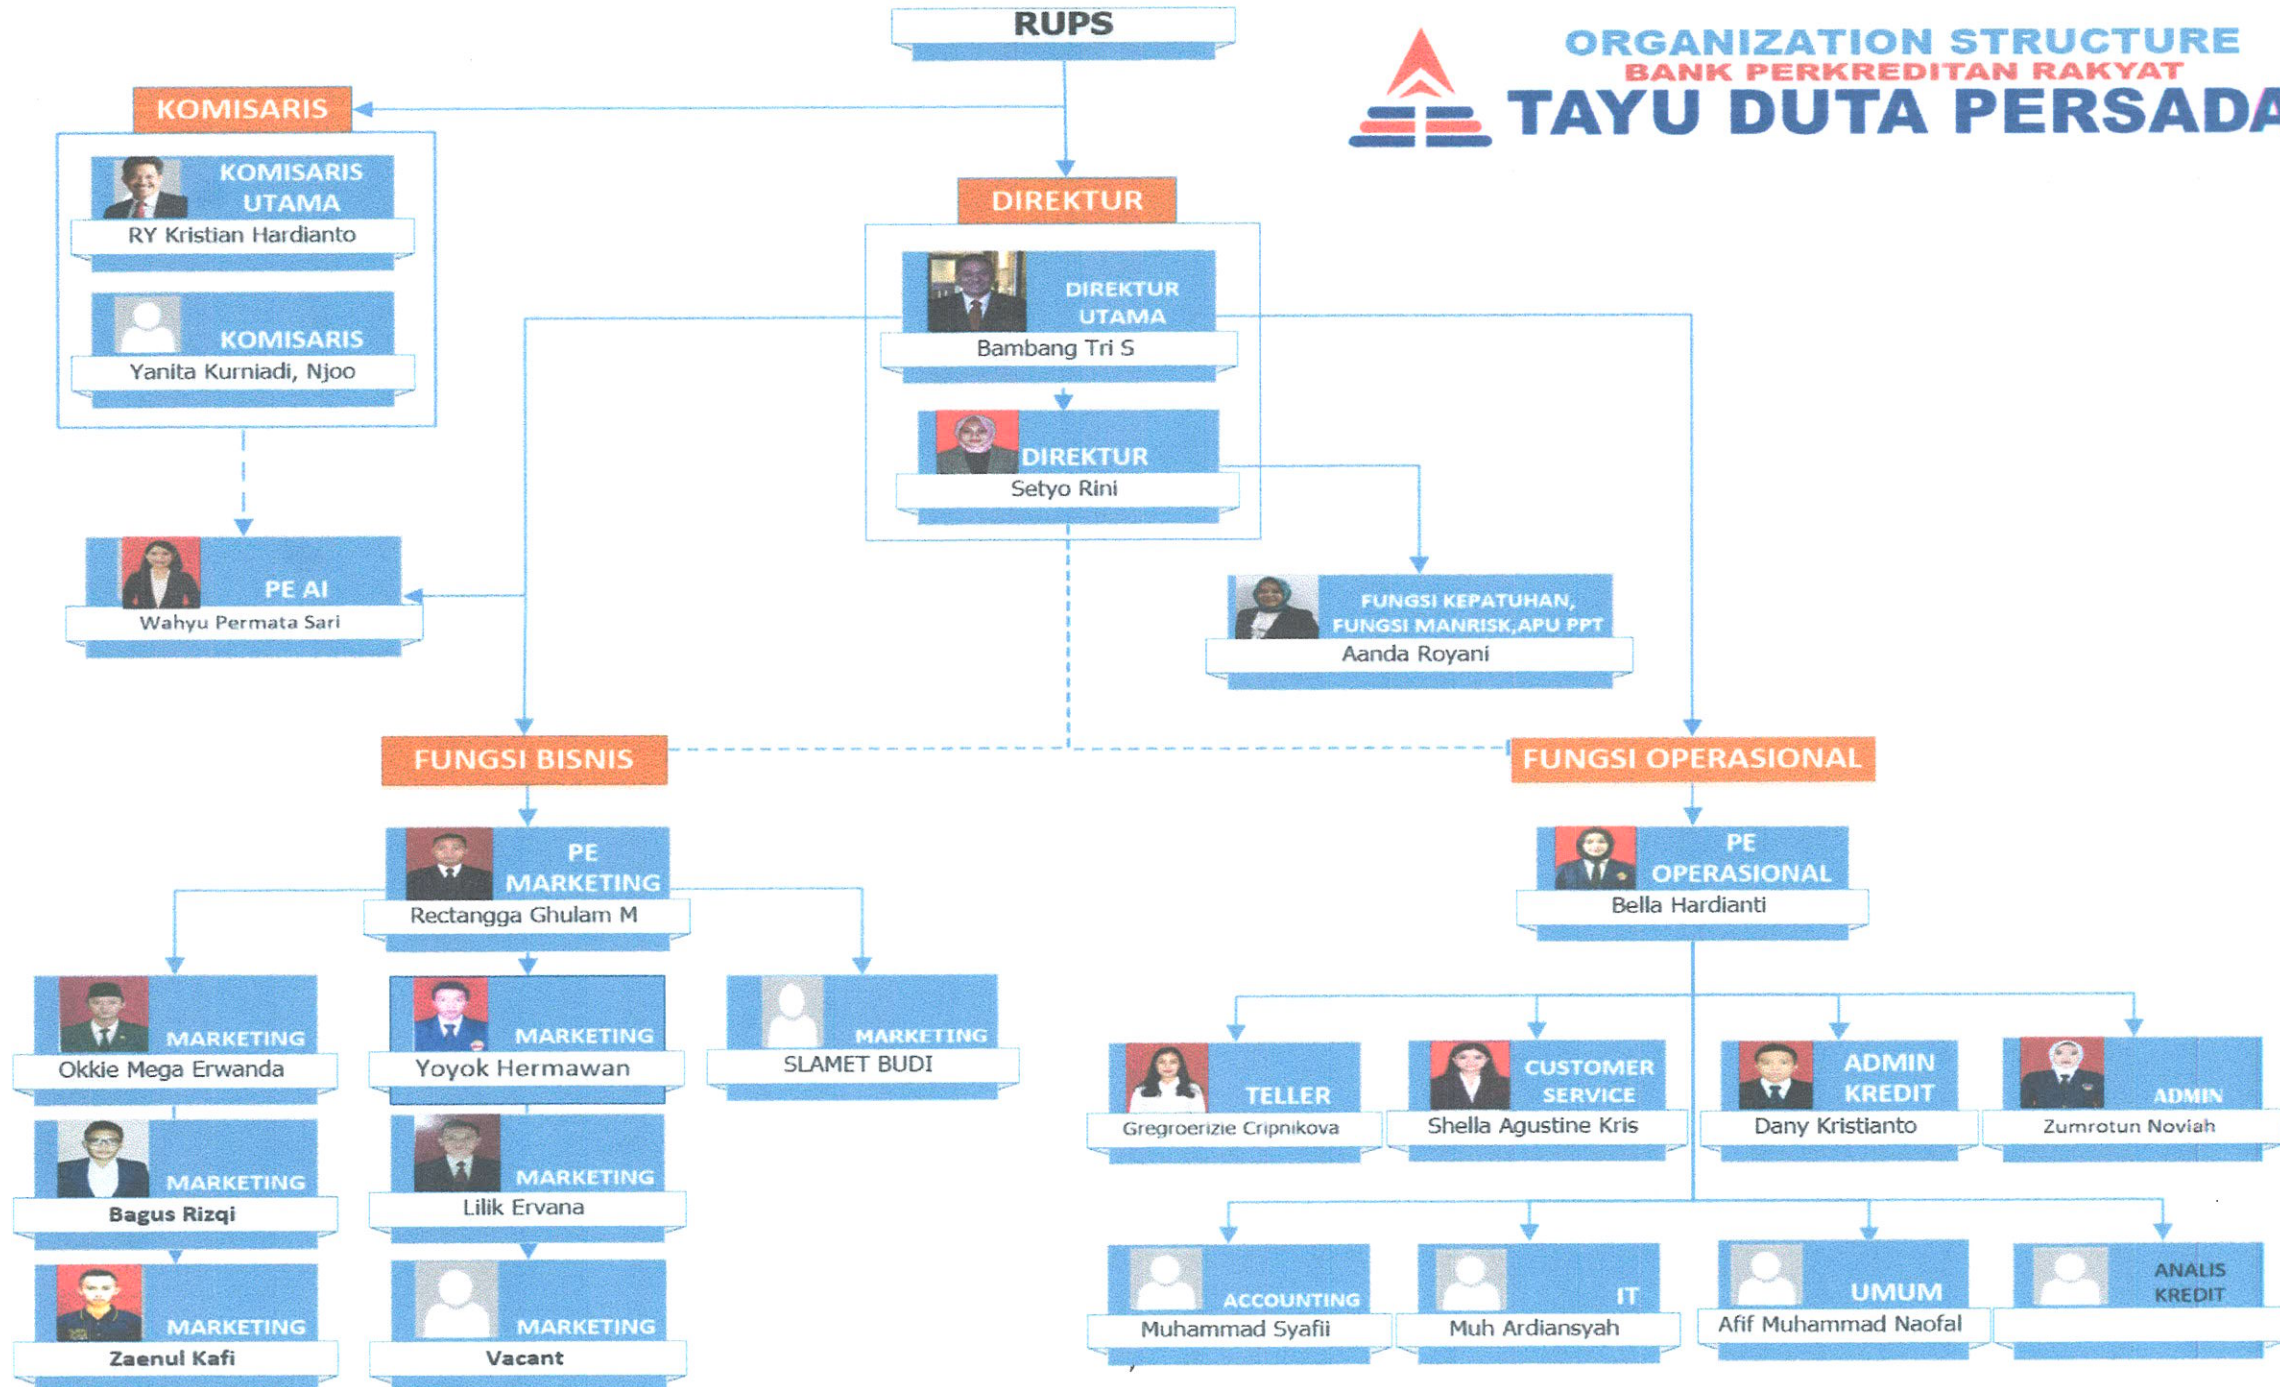 RUPS
ORGANIZATION STRUCTURE
BANK PERKREDITAN RAKYAT
TAYU DUTA PERSADA
KOMISARIS
KOMISARIS
UTAMA
RY Kristian Hardianto
KOMISARIS
Yanita Kurniadi, Njoo
DIREKTUR
DIREKTUR
UTAMA
Bambang Tri S
DIREKTUR
Setyo Rini
PE AI
Wahyu Permata Sari
FUNGSI KEPATUHAN,
FUNGSI MANRISK,APU PPT
Aanda Royani
FUNGSI BISNIS
FUNGSI OPERASIONAL
PE
MARKETING
Rectangga Ghulam M
PE
OPERASIONAL
Bella Hardianti
MARKETING
Okkie Mega Erwanda
MARKETING
Yoyok Hermawan
MARKETING
SLAMET BUDI
MARKETING
Bagus Rizqi
MARKETING
Lilik Ervana
MARKETING
Zaenul Kafi
MARKETING
Vacant
TELLER
Gregroerizie Cripnikova
CUSTOMER
SERVICE
Shella Agustine Kris
ADMIN
KREDIT
Dany Kristianto
ADMIN
Zumrotun Noviah
ACCOUNTING
Muhammad Syafii
IT
Muh Ardiansyah
UMUM
Afif Muhammad Naofal
ANALIS
KREDIT